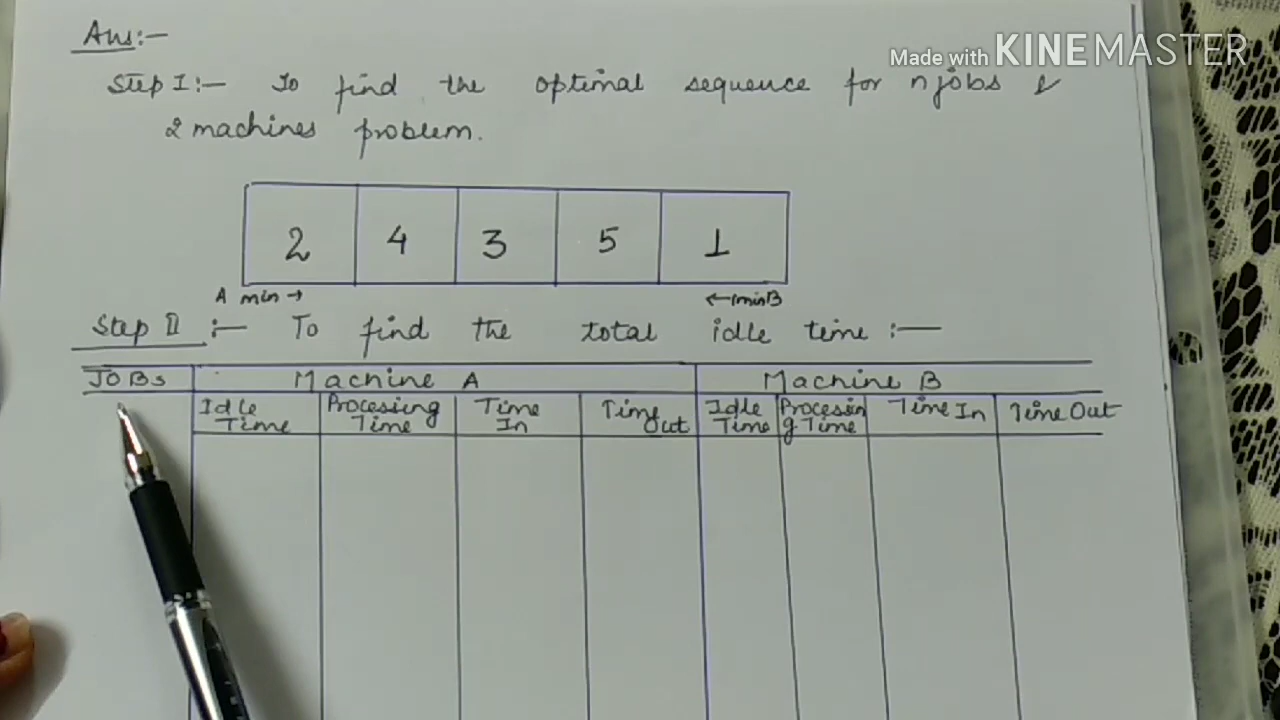 Made with KINEMASTER
Ans:-
Step I:- To find the optimal sequence for n jobs &
2 machines problem.
2 4 3 5 1
A min → ← min B
Step II :- To find the total idle time :-
JOBs Machine A Machine B
Idle Time Procesiing Time Time In Time Out Idle Time Procesin g Time Time In Time Out